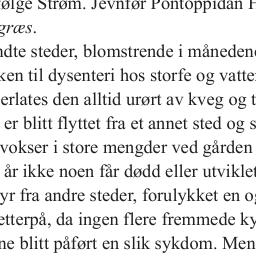 ølge Strøm. Jevnfør Pontoppidan H
græs.
ndte steder, blomstrende i månedene
ken til dysenteri hos storfe og vatte
erlates den alltid urørt av kveg og t
er blitt flyttet fra et annet sted og s
vokser i store mengder ved gården
år ikke noen får dødd eller utviklet
yr fra andre steder, forulykket en og
etterpå, da ingen flere fremmede ky
ne blitt påført en slik sykdom. Men